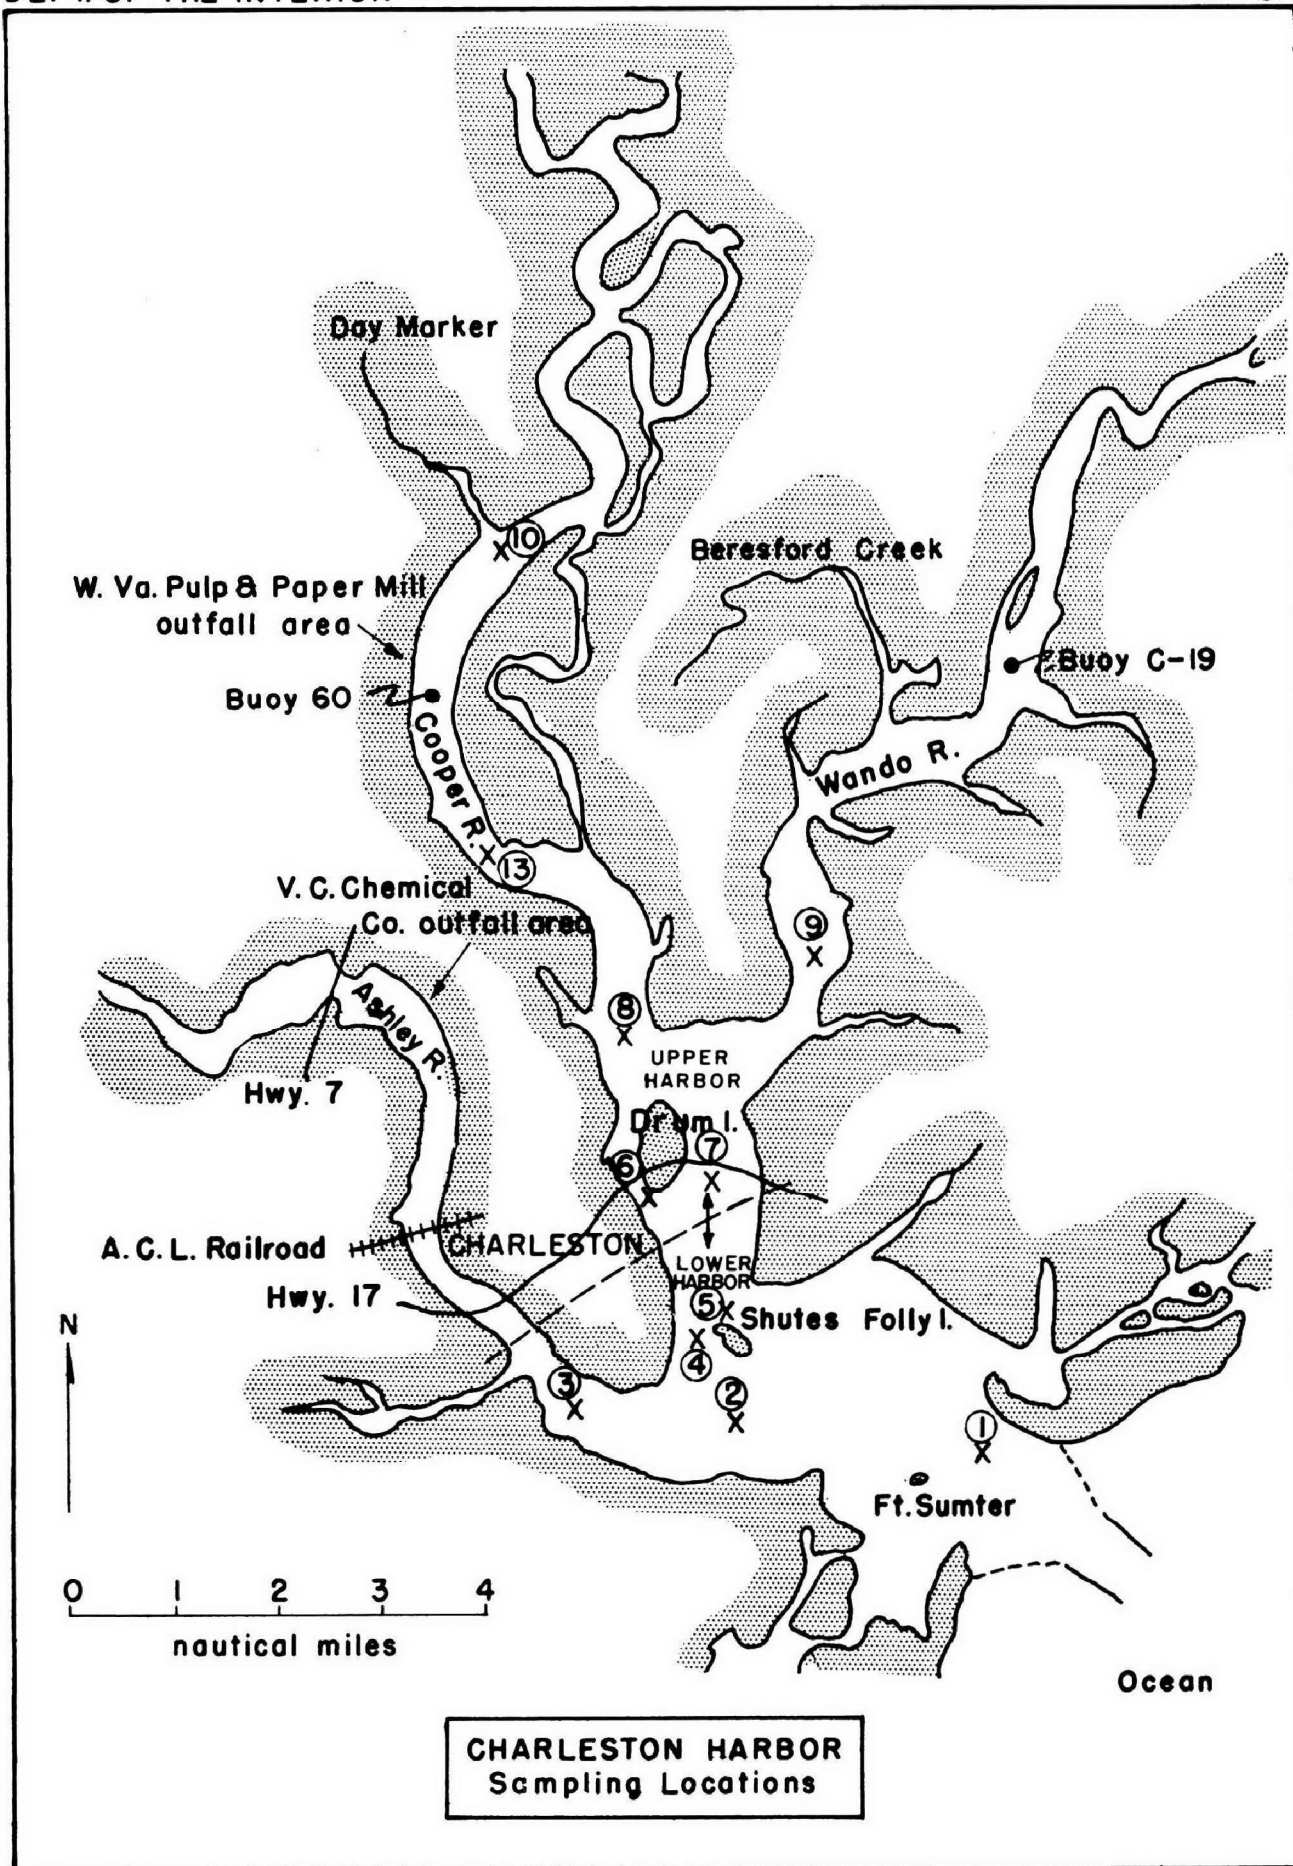 Day Marker
10
Beresford Creek
W. Va. Pulp & Paper Mill
outfall area
Buoy C-19
Buoy 60
Cooper R.
Wando R.
13
V. C. Chemical
Co. outfall area
9
Ashley R.
8
UPPER
HARBOR
Hwy. 7
Drum I.
7
6
A. C. L. Railroad
CHARLESTON
LOWER
HARBOR
Hwy. 17
5
Shutes Folly I.
N
4
3
2
1
Ft. Sumter
0 1 2 3 4
nautical miles
Ocean
CHARLESTON HARBOR
Sampling Locations